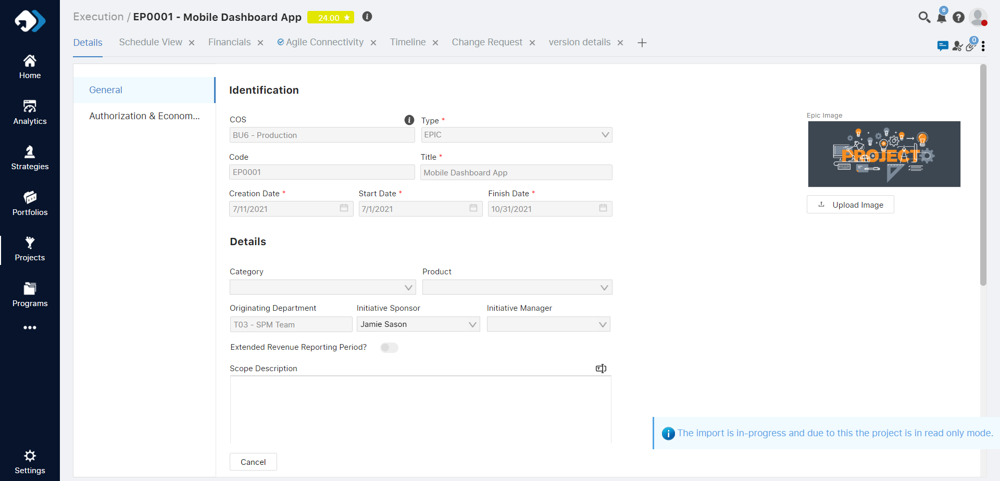 Execution / EP0001 - Mobile Dashboard App 24.00
6
Details Schedule View Financials Agile Connectivity Timeline Change Request version details
0
Home
Analytics
Strategies
Portfolios
Projects
Programs
Settings
General
Authorization & Econom...
Identification
COS Type *
BU6 - Production EPIC
Code Title *
EP0001 Mobile Dashboard App
Creation Date * Start Date * Finish Date *
7/11/2021 7/1/2021 10/31/2021
Epic Image
PROJECT
Upload Image
Details
Category Product
Originating Department Initiative Sponsor Initiative Manager
T03 - SPM Team Jamie Sason
Extended Revenue Reporting Period?
Scope Description
The import is in-progress and due to this the project is in read only mode.
Cancel